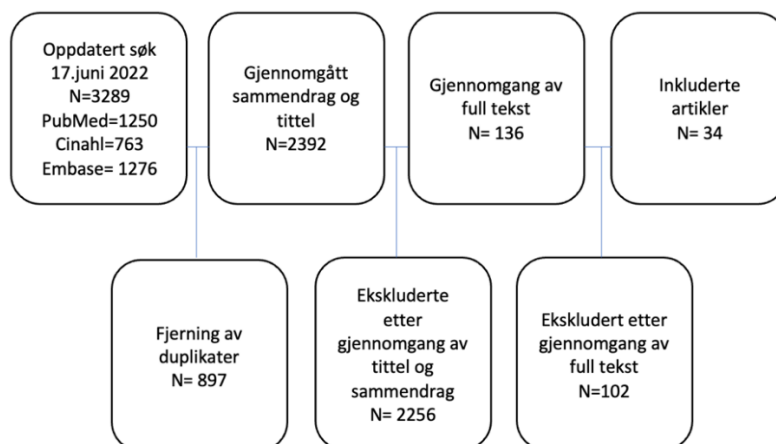 Oppdatert søk
17.juni 2022
N=3289
PubMed=1250
Cinahl=763
Embase= 1276
Gjennomgått
sammendrag og
tittel
N=2392
Gjennomgang av
full tekst
N= 136
Inkluderte
artikler
N= 34
Fjerning av
duplikater
N= 897
Ekskluderte
etter
gjennomgang av
tittel og
sammendrag
N= 2256
Ekskludert etter
gjennomgang av
full tekst
N=102